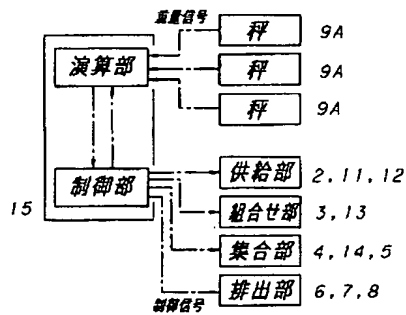 重量信号
秤 9A
演算部
秤 9A
秤 9A
供給部 2,11,12
制御部
15
組合せ部 3,13
集合部 4,14,5
排出部 6,7,8
制御信号